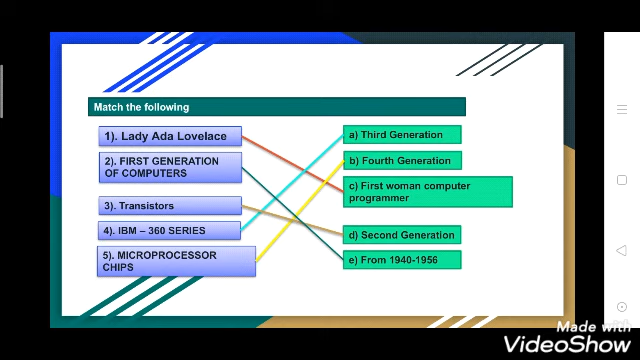 Match the following
1). Lady Ada Lovelace
2). FIRST GENERATION
OF COMPUTERS
3). Transistors
4). IBM – 360 SERIES
5). MICROPROCESSOR
CHIPS
a) Third Generation
b) Fourth Generation
c) First woman computer
programmer
d) Second Generation
e) From 1940-1956
Made with
VideoShow